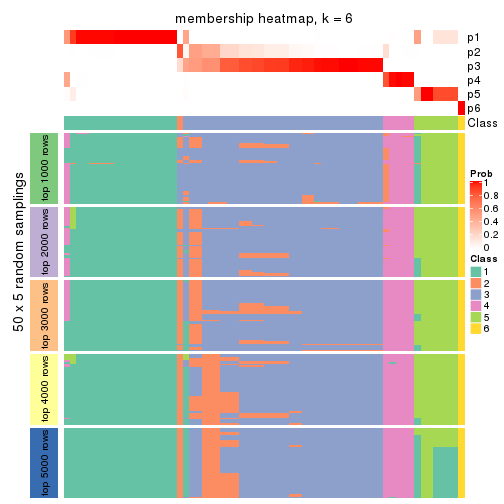 membership heatmap, k = 6
p1
p2
p3
p4
p5
p6
Class
50 x 5 random samplings
top 1000 rows
top 2000 rows
top 3000 rows
top 4000 rows
top 5000 rows
Prob
1
0.8
0.6
0.4
0.2
0
Class
1
2
3
4
5
6